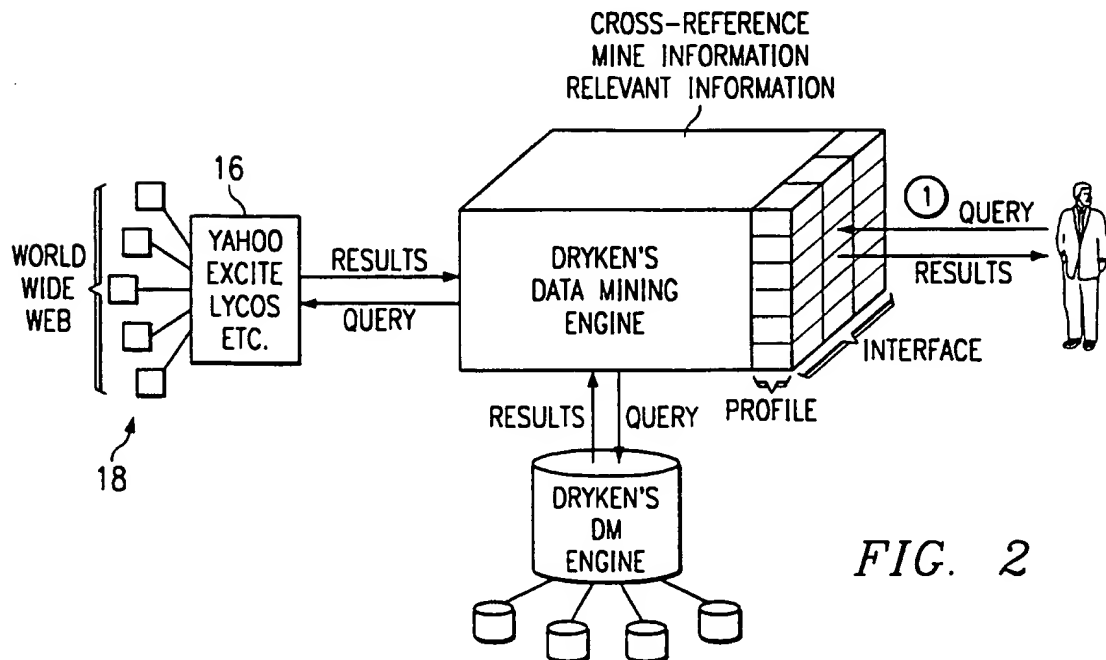 CROSS-REFERENCE
MINE INFORMATION
RELEVANT INFORMATION
16
WORLD
WIDE
WEB
YAHOO
EXCITE
LYCOS
ETC.
RESULTS
QUERY
DRYKEN'S
DATA MINING
ENGINE
1
QUERY
RESULTS
INTERFACE
PROFILE
18
RESULTS
QUERY
DRYKEN'S
DM
ENGINE
FIG. 2